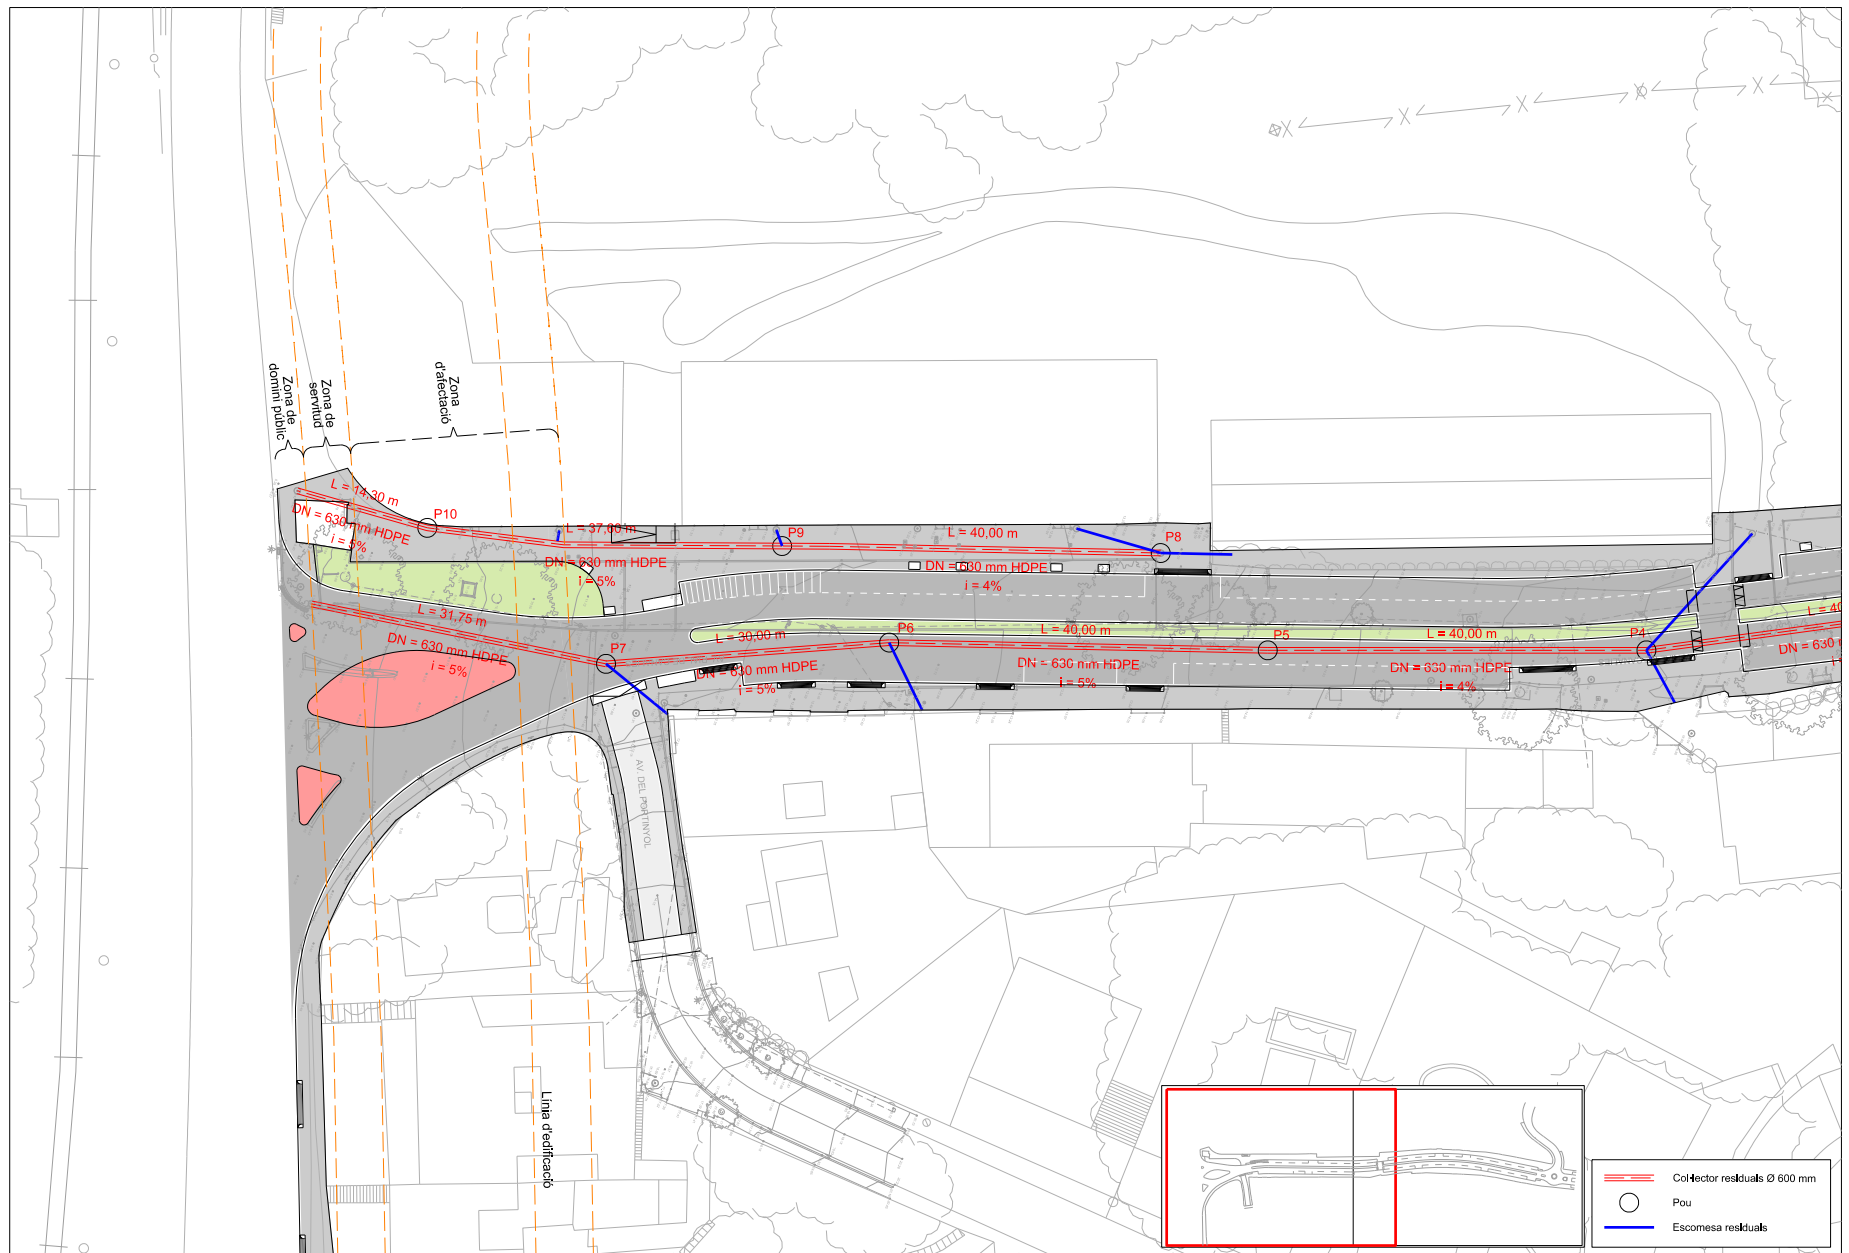 Zona de
domini públic
Zona de
servitud
Zona
d'afectació
L = 14,30 m
DN = 630 mm HDPE
i = 5%
P10
L = 37,60 m
DN = 630 mm HDPE
i = 5%
P9
L = 40,00 m
DN = 630 mm HDPE
i = 4%
P8
L = 31,75 m
DN = 630 mm HDPE
i = 5%
P7
L = 30,00 m
DN = 630 mm HDPE
i = 5%
P6
L = 40,00 m
DN = 630 mm HDPE
i = 5%
P5
L = 40,00 m
DN = 630 mm HDPE
i = 4%
P4
L = 40
DN = 630
AV. DEL PORTINYOL
Línia d'edificació
Col·lector residuals Ø 600 mm
Pou
Escomesa residuals